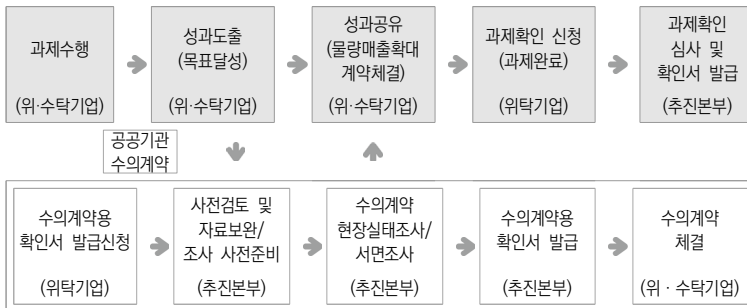 과제수행
(위·수탁기업)
성과도출
(목표달성)
(위·수탁기업)
성과공유
(물량매출확대
계약체결)
(위·수탁기업)
과제확인 신청
(과제완료)
(위탁기업)
과제확인
심사 및
확인서 발급
(추진본부)
공공기관
수의계약
수의계약용
확인서 발급신청
(위탁기업)
사전검토 및
자료보완/
조사 사전준비
(추진본부)
수의계약
현장실태조사/
서면조사
(추진본부)
수의계약용
확인서 발급
(추진본부)
수의계약
체결
(위 · 수탁기업)